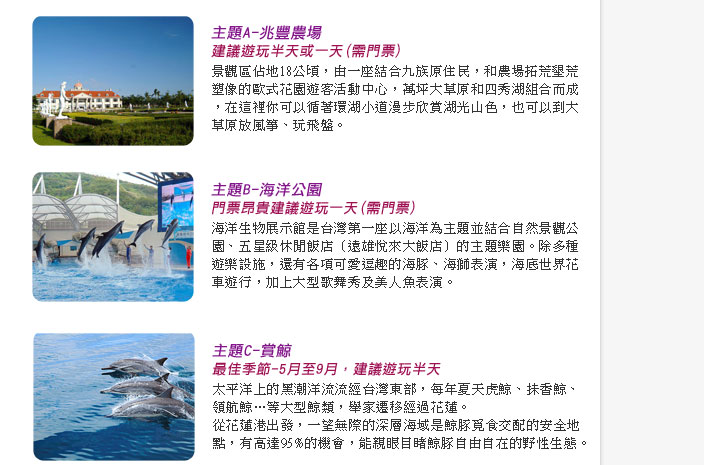 主題A-兆豐農場
建議遊玩半天或一天(需門票)
景觀區佔地18公頃，由一座結合九族原住民，和農場拓荒墾荒
塑像的歐式花園遊客活動中心，萬坪大草原和四秀湖組合而成
，在這裡你可以循著環湖小道漫步欣賞湖光山色，也可以到大
草原放風箏、玩飛盤。
主題B-海洋公園
門票昂貴建議遊玩一天(需門票)
海洋生物展示館是台灣第一座以海洋為主題並結合自然景觀公
園、五星級休閒飯店〔遠雄悅來大飯店〕的主題樂園。除多種
遊樂設施，還有各項可愛逗趣的海豚、海獅表演，海底世界花
車遊行，加上大型歌舞秀及美人魚表演。
主題C-賞鯨
最佳季節-5月至9月，建議遊玩半天
太平洋上的黑潮洋流流經台灣東部，每年夏天虎鯨、抹香鯨、
領航鯨…等大型鯨類，舉家遷移經過花蓮。
從花蓮港出發，一望無際的深層海域是鯨豚覓食交配的安全地
點，有高達95%的機會，能親眼目睹鯨豚自由自在的野性生態。